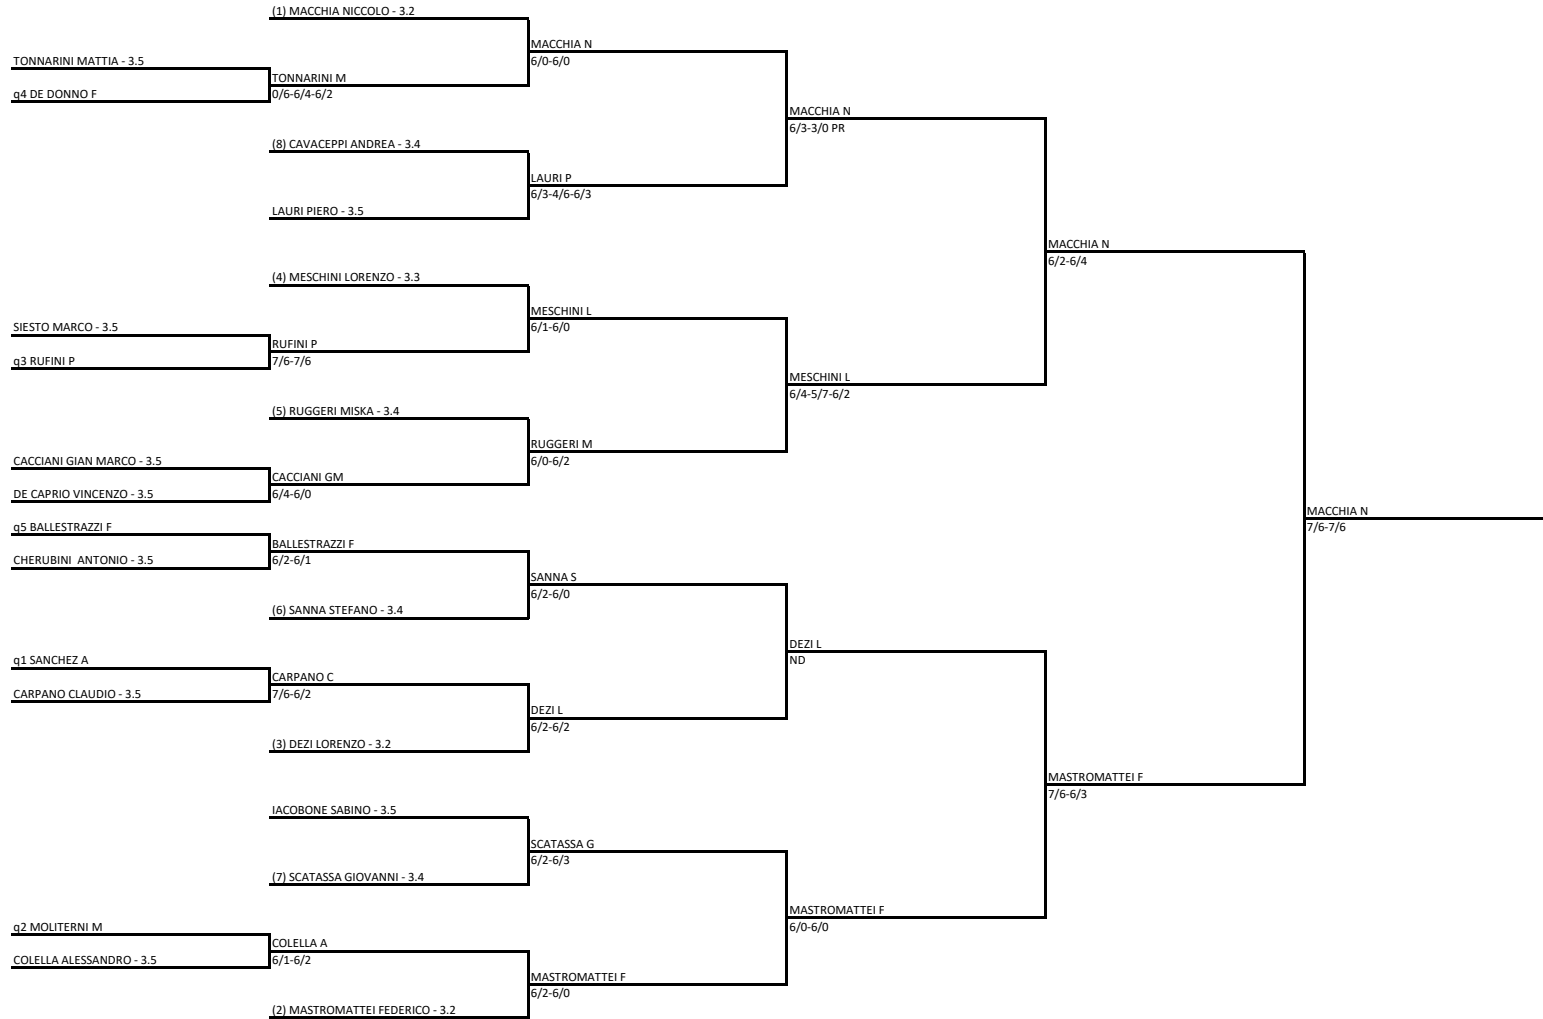 (1) MACCHIA NICCOLO - 3.2
MACCHIA N
6/0-6/0
TONNARINI MATTIA - 3.5
TONNARINI M
0/6-6/4-6/2
q4 DE DONNO F
MACCHIA N
6/3-3/0 PR
(8) CAVACEPPI ANDREA - 3.4
LAURI P
6/3-4/6-6/3
LAURI PIERO - 3.5
MACCHIA N
6/2-6/4
(4) MESCHINI LORENZO - 3.3
MESCHINI L
6/1-6/0
SIESTO MARCO - 3.5
RUFINI P
7/6-7/6
q3 RUFINI P
MESCHINI L
6/4-5/7-6/2
(5) RUGGERI MISKA - 3.4
RUGGERI M
6/0-6/2
CACCIANI GIAN MARCO - 3.5
CACCIANI GM
6/4-6/0
DE CAPRIO VINCENZO - 3.5
MACCHIA N
7/6-7/6
q5 BALLESTRAZZI F
BALLESTRAZZI F
6/2-6/1
CHERUBINI  ANTONIO - 3.5
SANNA S
6/2-6/0
(6) SANNA STEFANO - 3.4
DEZI L
ND
q1 SANCHEZ A
CARPANO C
7/6-6/2
CARPANO CLAUDIO - 3.5
DEZI L
6/2-6/2
(3) DEZI LORENZO - 3.2
MASTROMATTEI F
7/6-6/3
IACOBONE SABINO - 3.5
SCATASSA G
6/2-6/3
(7) SCATASSA GIOVANNI - 3.4
MASTROMATTEI F
6/0-6/0
q2 MOLITERNI M
COLELLA A
6/1-6/2
COLELLA ALESSANDRO - 3.5
MASTROMATTEI F
6/2-6/0
(2) MASTROMATTEI FEDERICO - 3.2